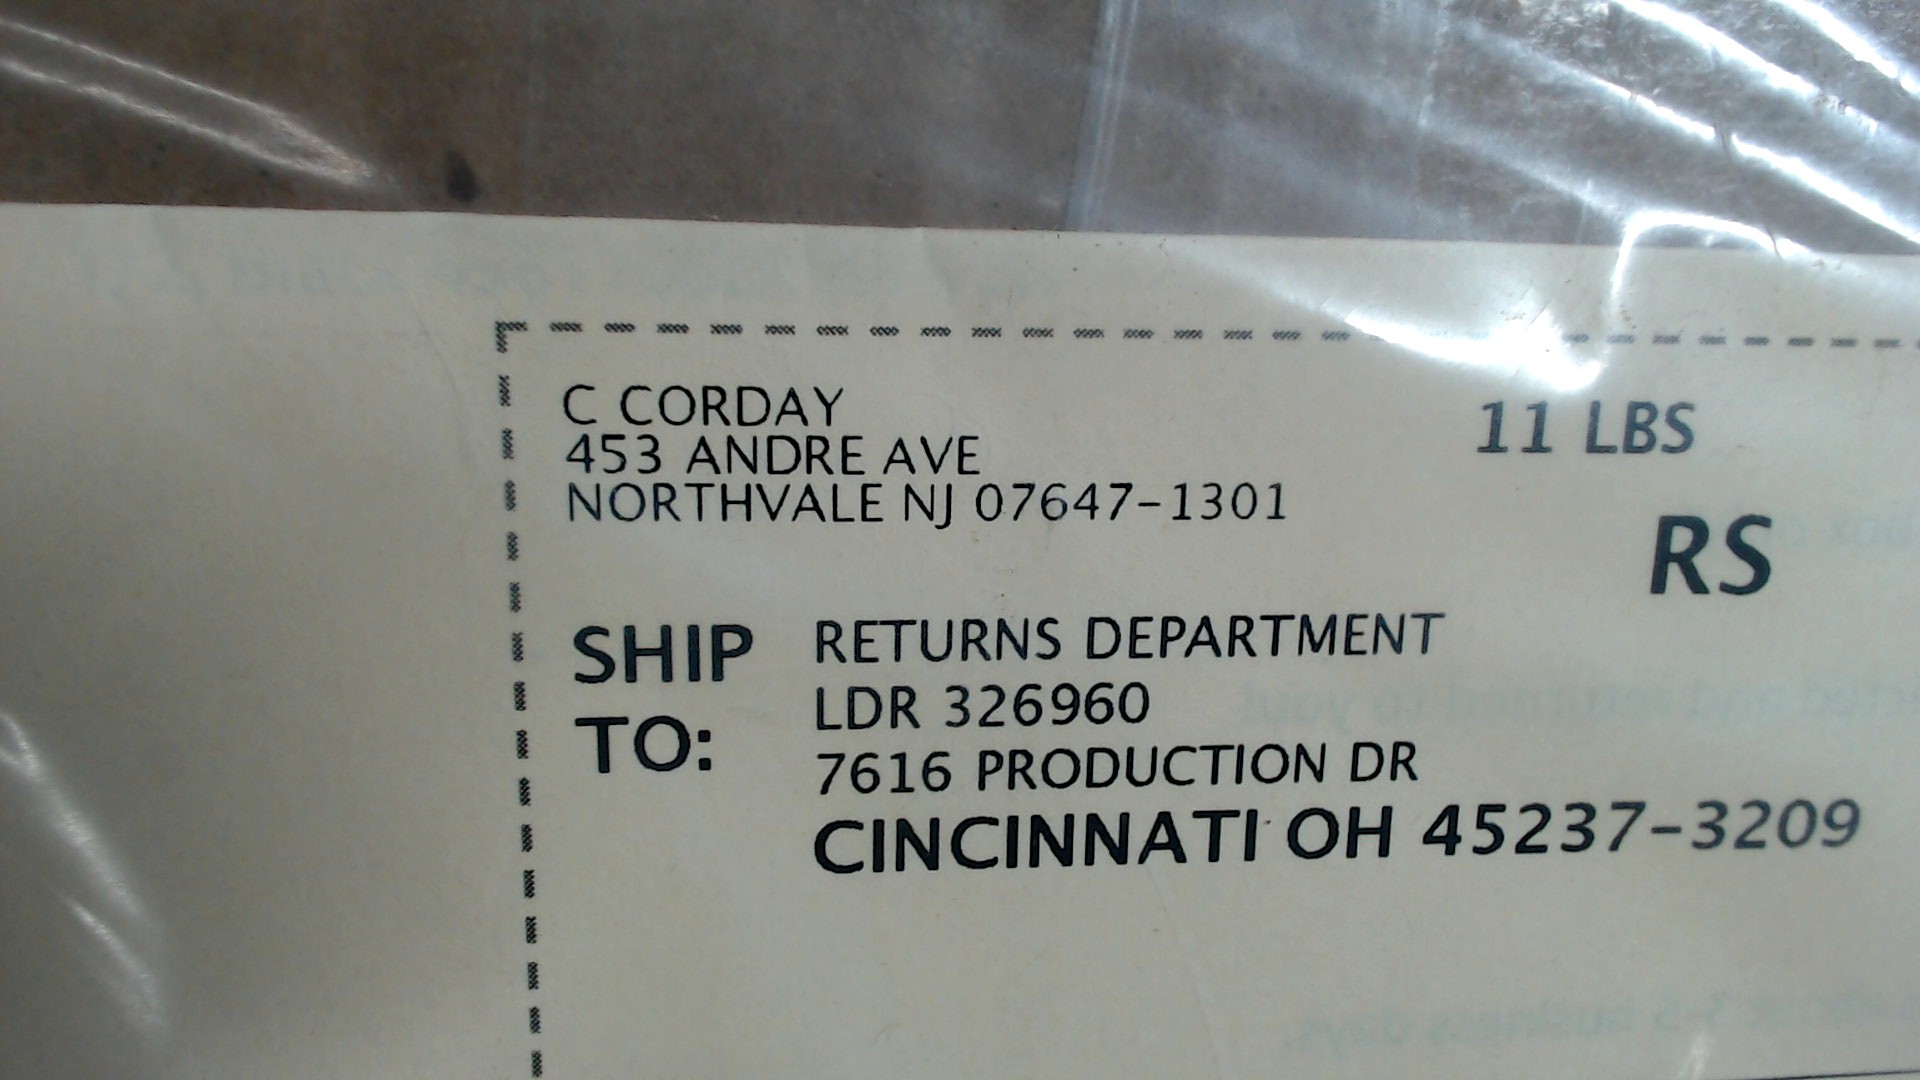 C CORDAY
453 ANDRE AVE
NORTHVALE NJ 07647-1301
11 LBS
RS
SHIP TO:
RETURNS DEPARTMENT
LDR 326960
7616 PRODUCTION DR
CINCINNATI OH 45237-3209